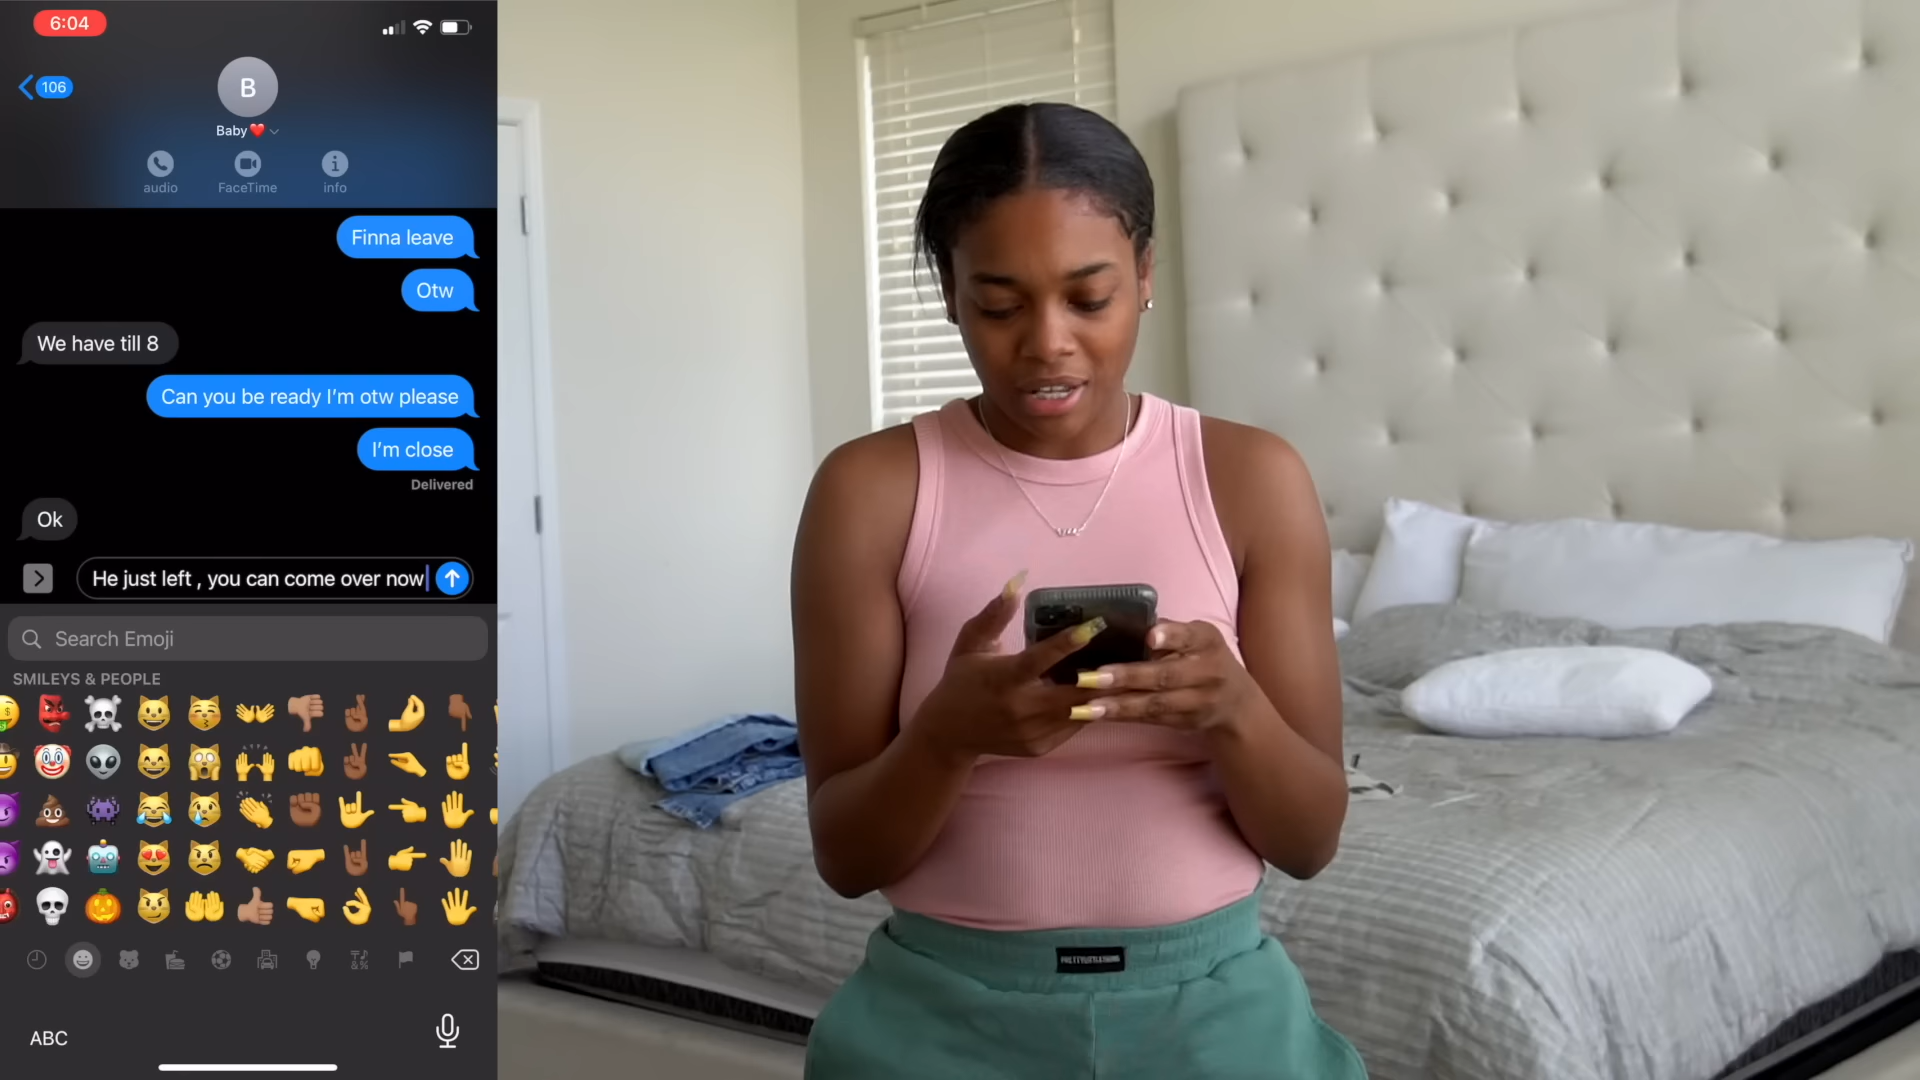 6:04
106
B
Baby❤️
audio
FaceTime
info
Finna leave
Otw
We have till 8
Can you be ready I'm otw please
I'm close
Delivered
Ok
He just left , you can come over now
Search Emoji
SMILEYS & PEOPLE
ABC
PRETTYLITTLETHING